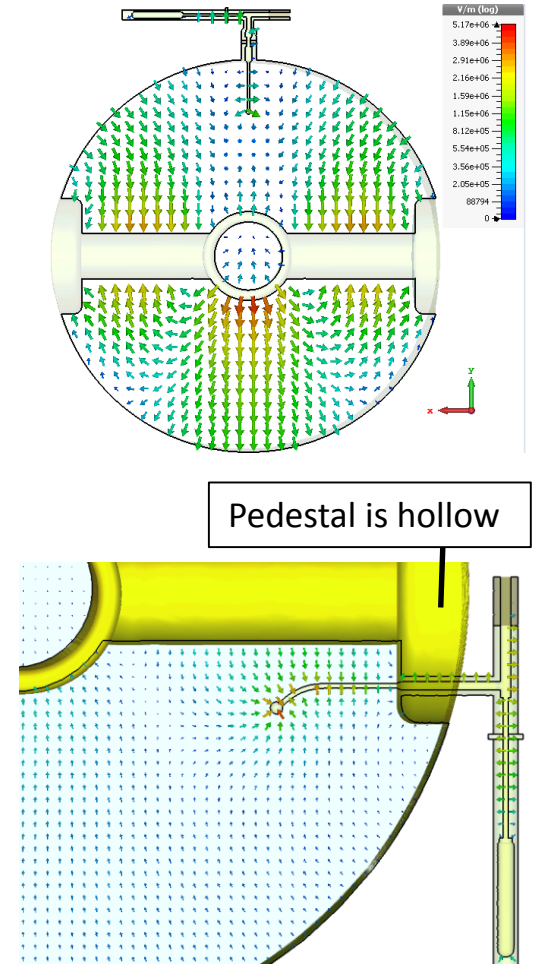 V/m (log)
5.17e+06
3.89e+06
2.91e+06
2.16e+06
1.59e+06
1.15e+06
8.12e+05
5.54e+05
3.56e+05
2.05e+05
88794
0
y
x
Pedestal is hollow